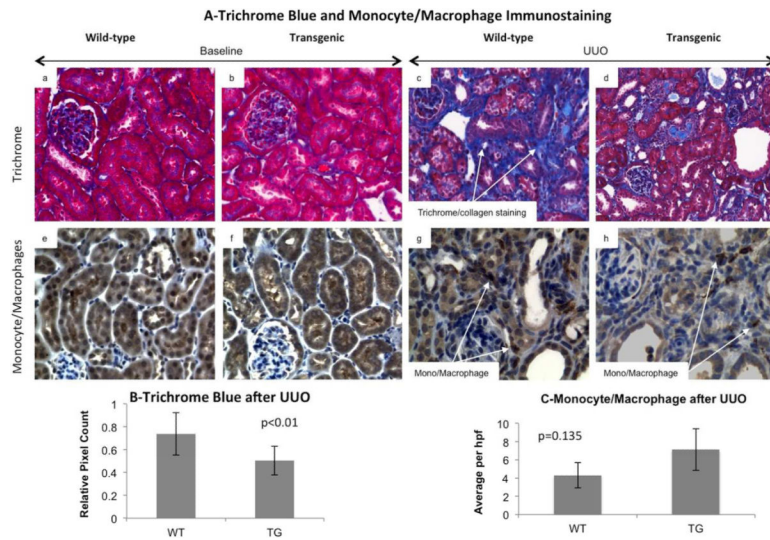 A-Trichrome Blue and Monocyte/Macrophage Immunostaining
Wild-type Transgenic Wild-type Transgenic
Baseline UUO
a b c d
Trichrome
Trichrome/collagen staining
e f g h
Monocyte/Macrophages
Mono/Macrophage Mono/Macrophage
B-Trichrome Blue after UUO
p<0.01
Relative Pixel Count
1
0.8
0.6
0.4
0.2
0
WT TG
C-Monocyte/Macrophage after UUO
p=0.135
Average per hpf
10
8
6
4
2
0
WT TG